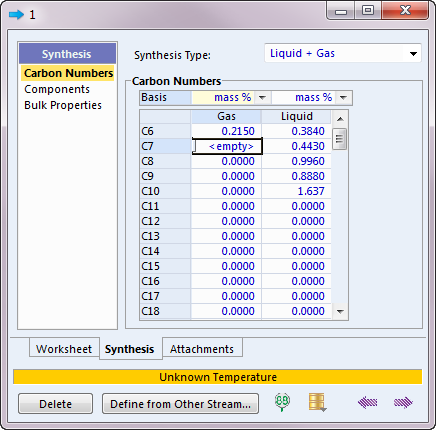 1
Synthesis
Carbon Numbers
Components
Bulk Properties
Synthesis Type: Liquid + Gas
Carbon Numbers
Basis mass % mass %
Gas Liquid
C6 0.2150 0.3840
C7 <empty> 0.4430
C8 0.0000 0.9960
C9 0.0000 0.8880
C10 0.0000 1.637
C11 0.0000 0.0000
C12 0.0000 0.0000
C13 0.0000 0.0000
C14 0.0000 0.0000
C15 0.0000 0.0000
C16 0.0000 0.0000
C17 0.0000 0.0000
C18 0.0000 0.0000
Worksheet Synthesis Attachments
Unknown Temperature
Delete Define from Other Stream...